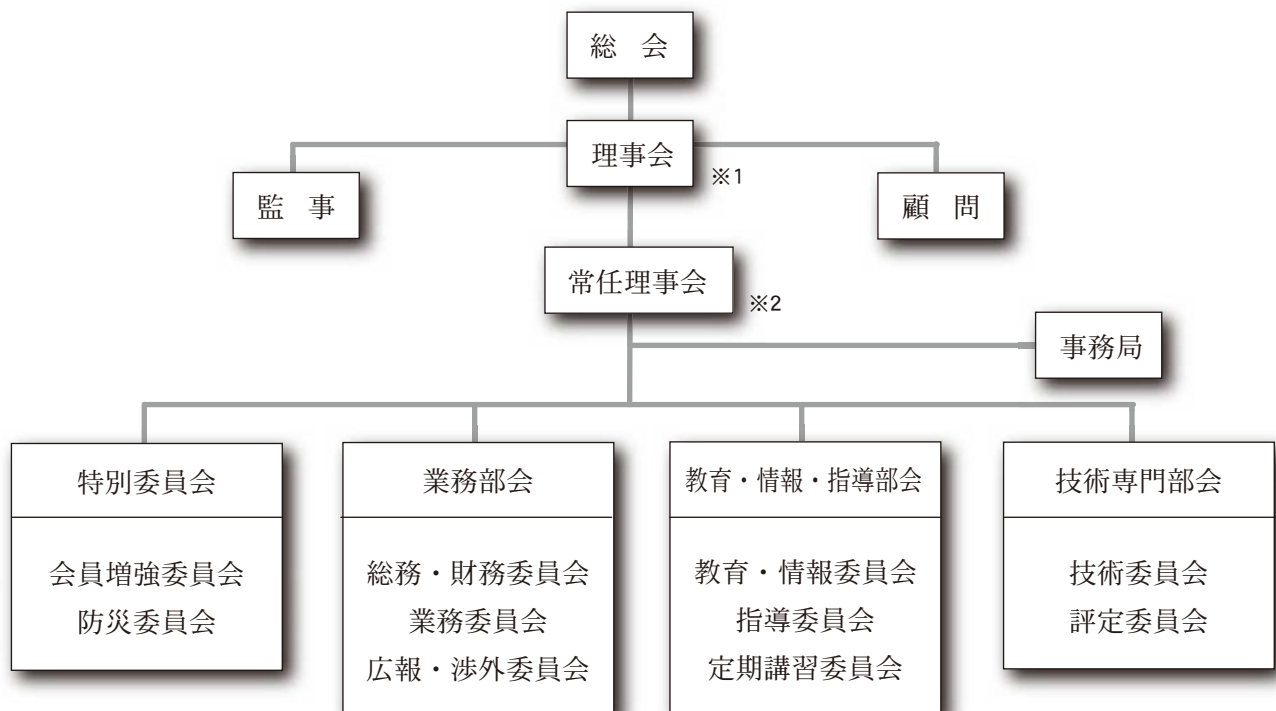 総　会
理事会
※1
監　事
顧　問
常任理事会
※2
事務局
特別委員会
会員増強委員会
防災委員会
業務部会
総務・財務委員会
業務委員会
広報・渉外委員会
教育・情報・指導部会
教育・情報委員会
指導委員会
定期講習委員会
技術専門部会
技術委員会
評定委員会